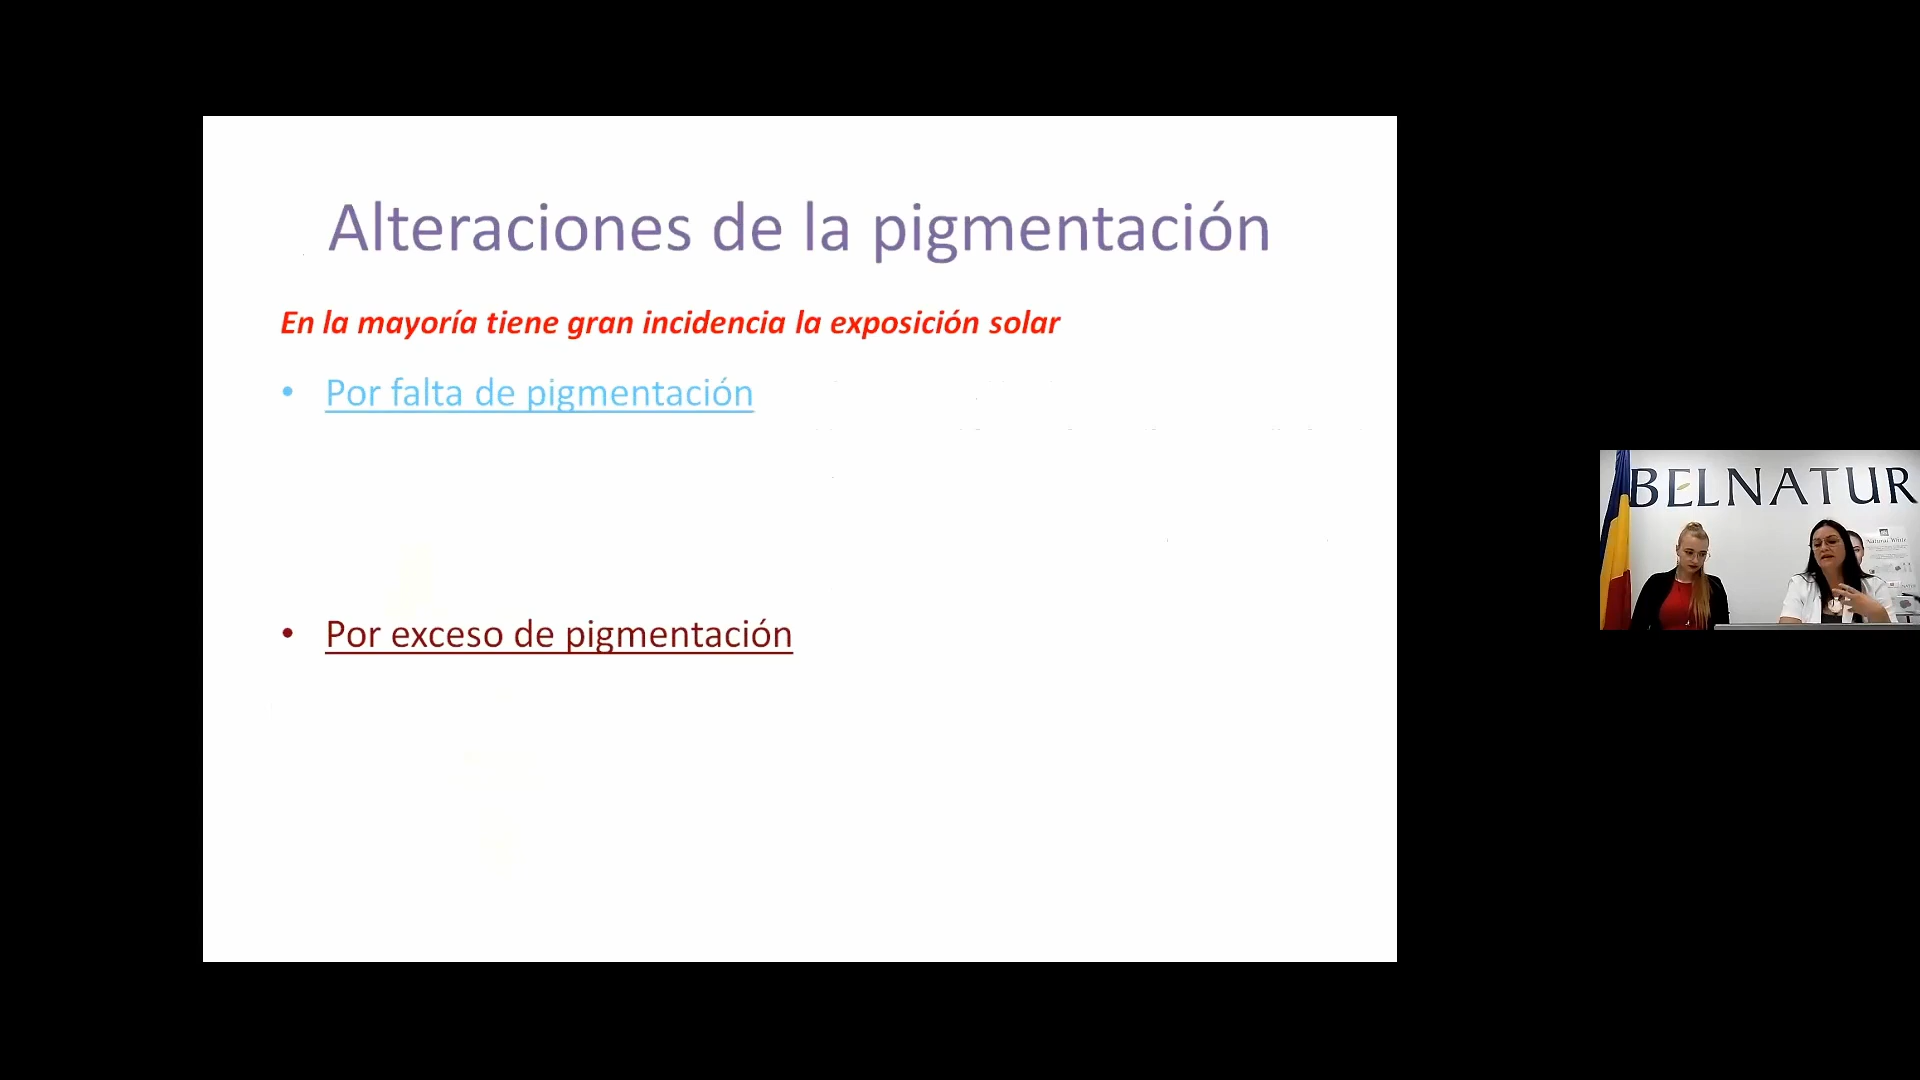 Alteraciones de la pigmentación
En la mayoría tiene gran incidencia la exposición solar
• Por falta de pigmentación
• Por exceso de pigmentación
BELNATUR